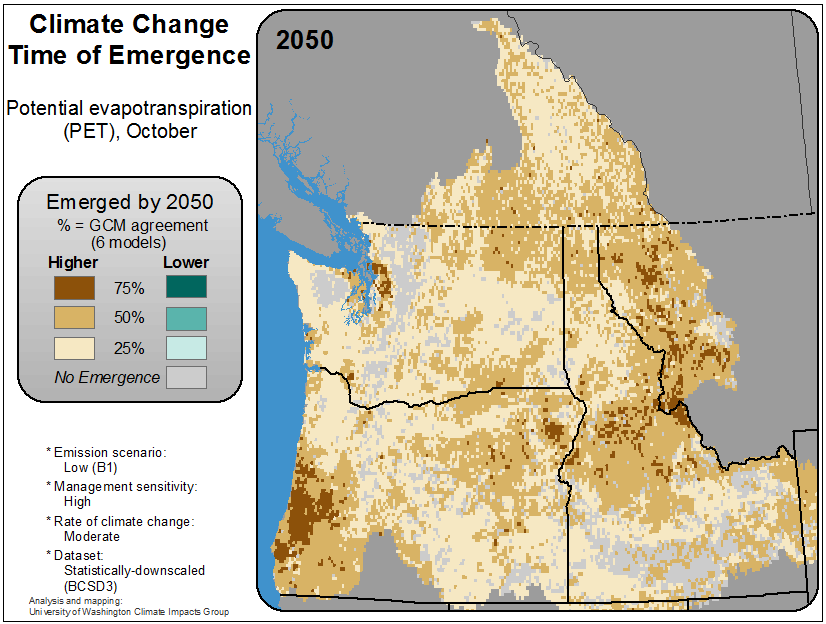 Climate Change
Time of Emergence
Potential evapotranspiration
(PET), October
Emerged by 2050
% = GCM agreement
(6 models)
Higher Lower
75%
50%
25%
No Emergence
* Emission scenario:
Low (B1)
* Management sensitivity:
High
* Rate of climate change:
Moderate
* Dataset:
Statistically-downscaled
(BCSD3)
Analysis and mapping:
University of Washington Climate Impacts Group
2050